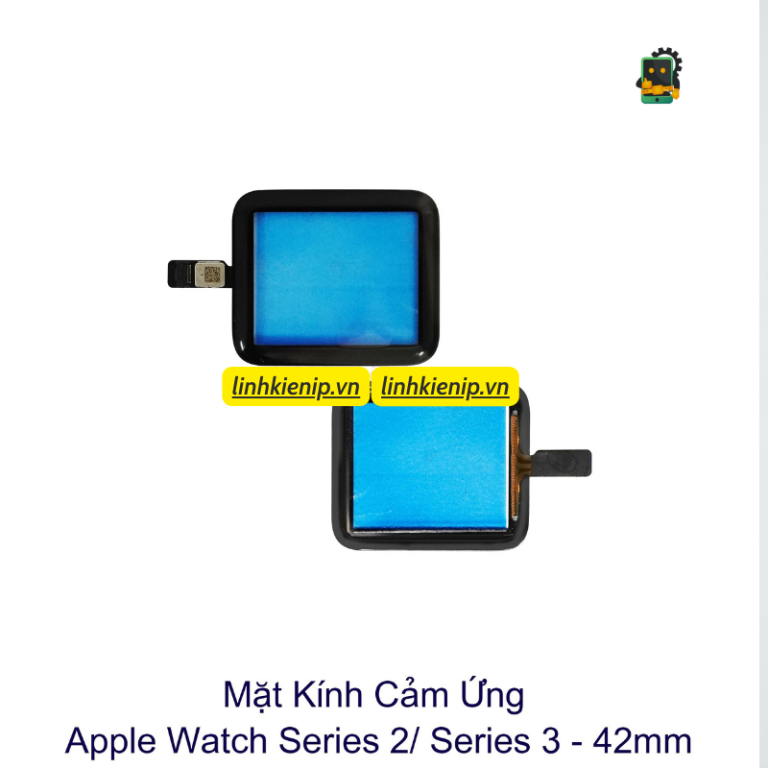 linhkienip.vn linhkienip.vn
Mặt Kính Cảm Ứng
Apple Watch Series 2/ Series 3 - 42mm